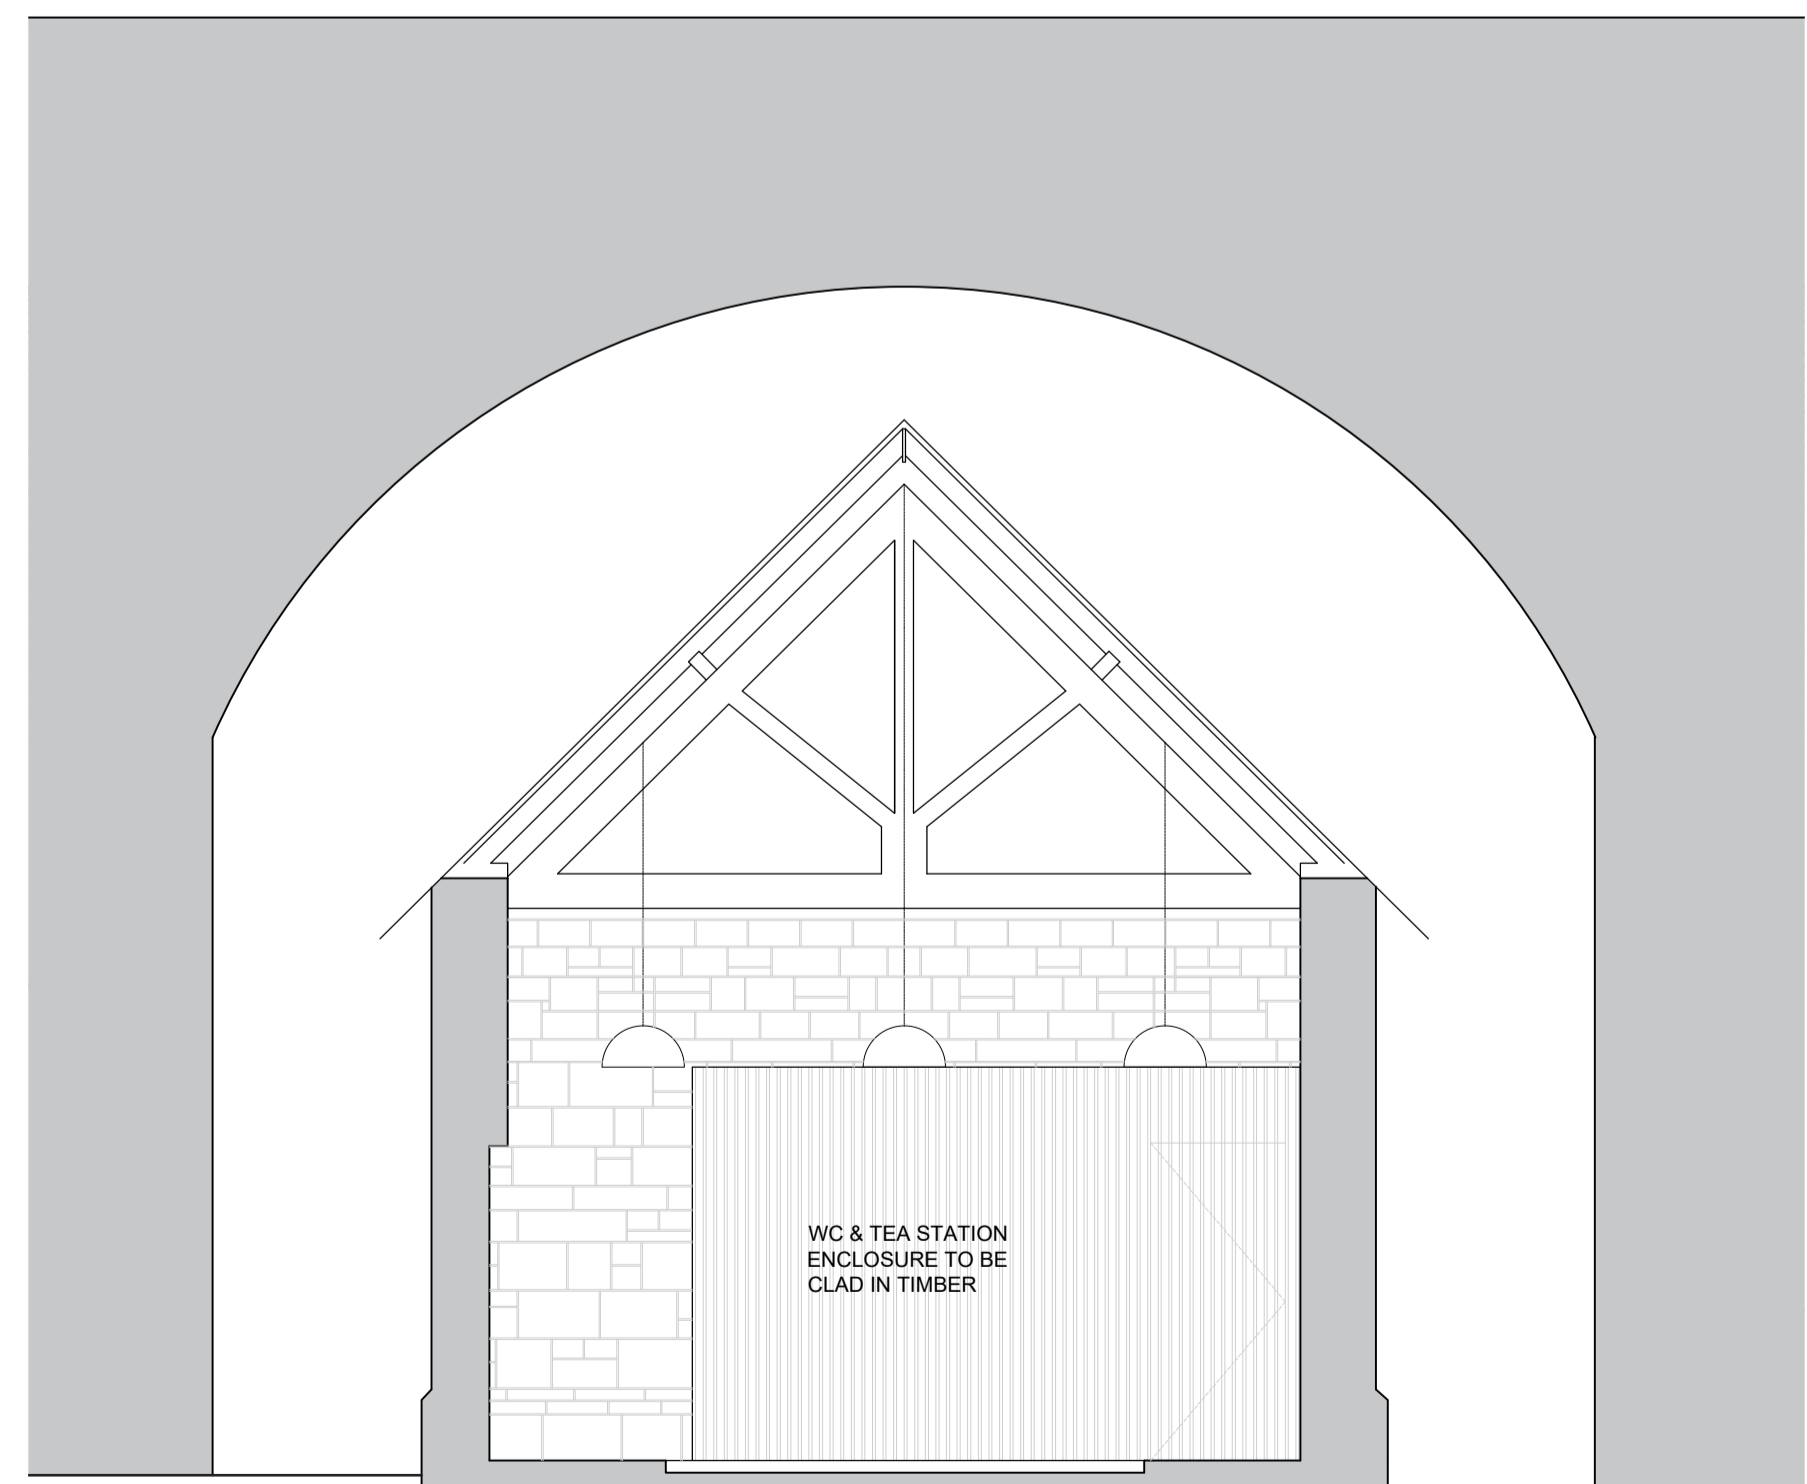 WC & TEA STATION
ENCLOSURE TO BE
CLAD IN TIMBER